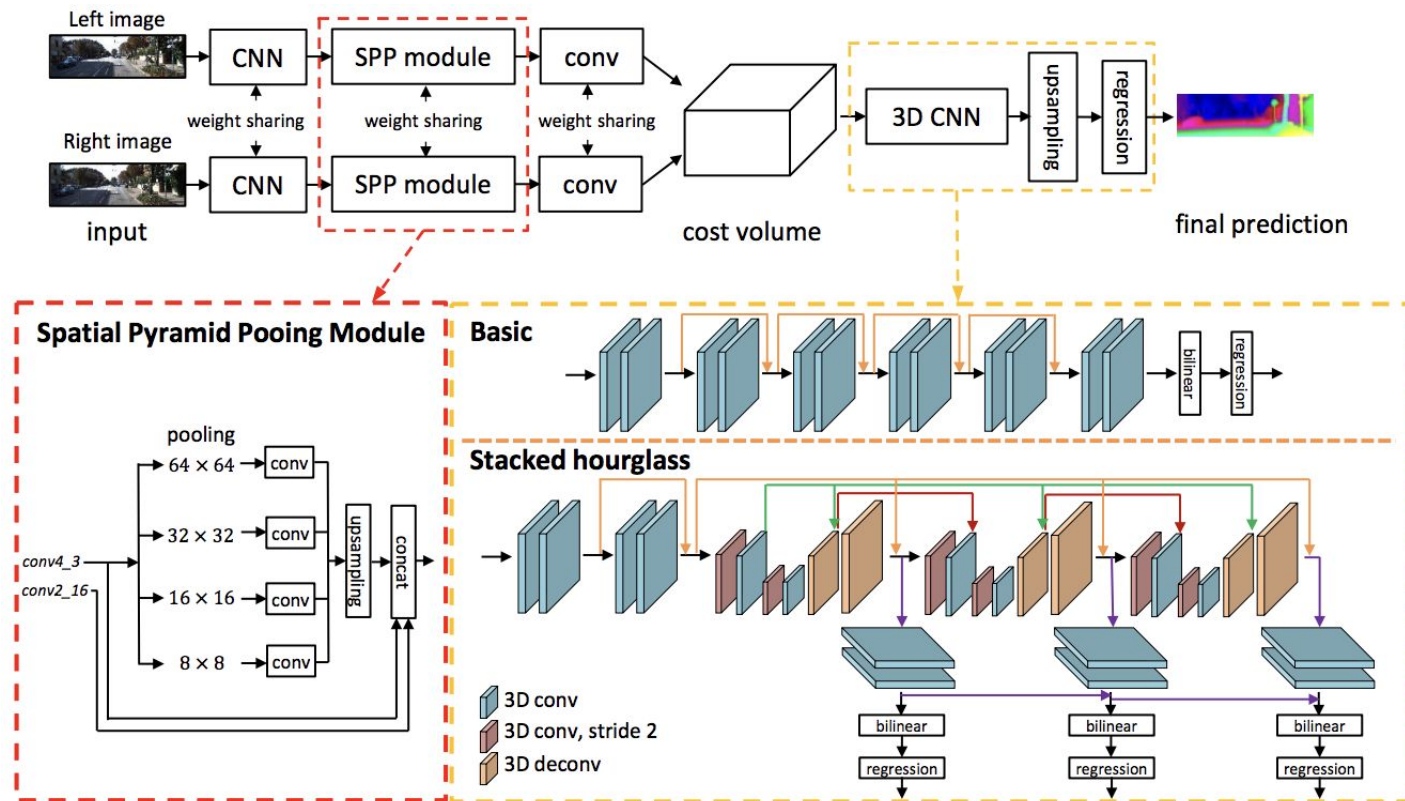 Left image
CNN
SPP module
conv
weight sharing
weight sharing
weight sharing
Right image
CNN
SPP module
conv
input
cost volume
3D CNN
upsampling
regression
final prediction
Spatial Pyramid Pooing Module
pooling
64 × 64
conv
32 × 32
conv
16 × 16
conv
8 × 8
conv
conv4_3
conv2_16
upsampling
concat
Basic
bilinear
regression
Stacked hourglass
3D conv
3D conv, stride 2
3D deconv
bilinear
bilinear
bilinear
regression
regression
regression